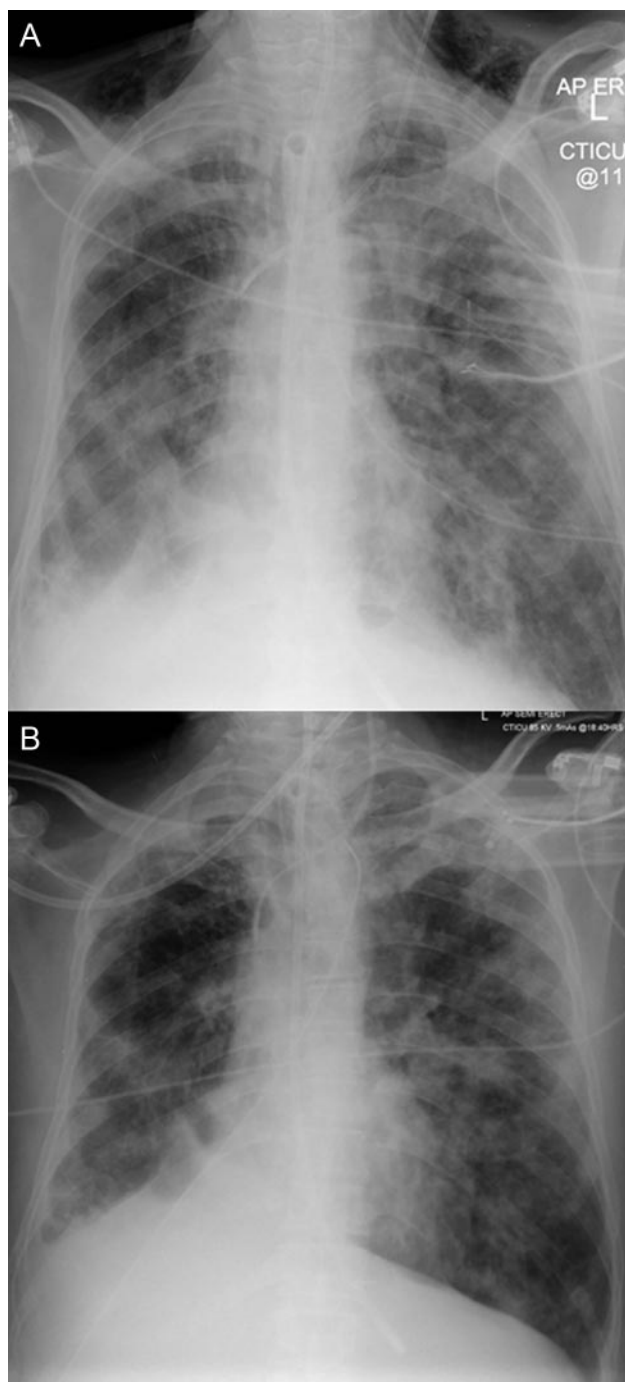 A
AP ER
L
CTICU
@11
B
L
AP SEMI ERECT
CTICU 85 KV .5mAs @18.40HRS